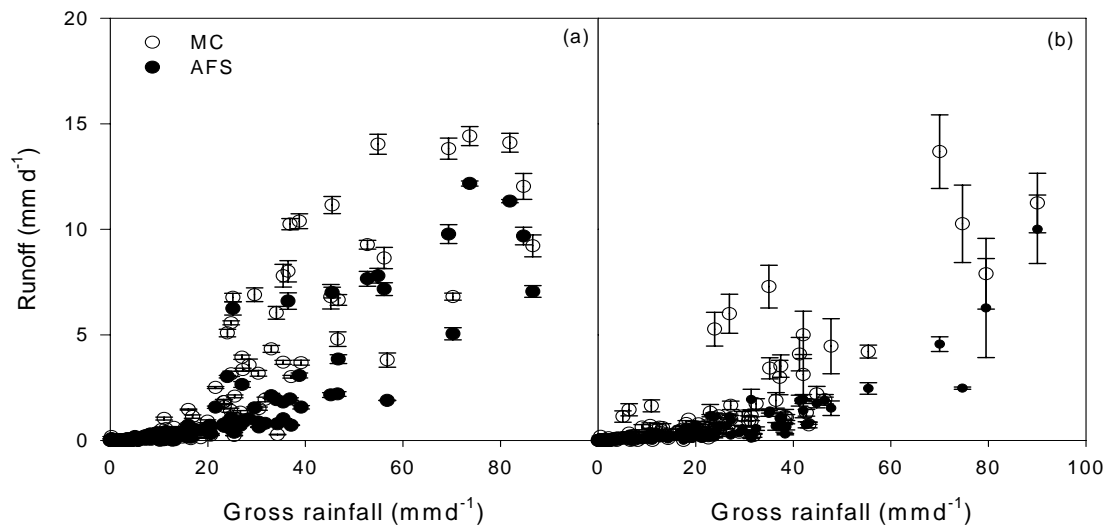 20
15
10
5
0
Runoff (mm d⁻¹)
MC
AFS
(a)
(b)
0 20 40 60 80
0 20 40 60 80 100
Gross rainfall (mmd⁻¹)
Gross rainfall (mmd⁻¹)